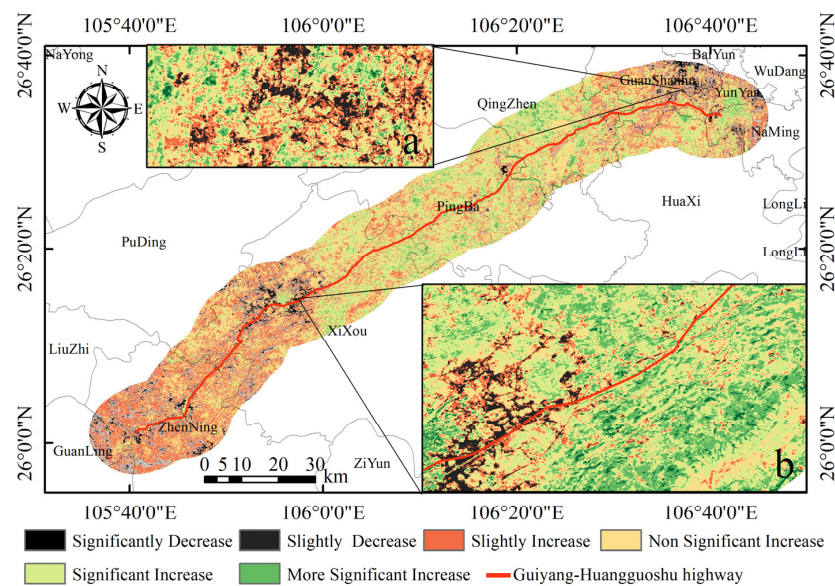 105°40'0"E 106°0'0"E 106°20'0"E 106°40'0"E
26°40'0"N
26°20'0"N
26°0'0"N
NaYong
BaiYun
N
W E
S
a
GuanShanhu
WuDang
YunYan
QingZhen
NaMing
PingBa
HuaXi
LongLi
PuDing
LiuZhi
XiXou
ZhenNing
GuanLing
ZiYun
0 5 10 20 30
km
b
26°40'0"N
26°20'0"N
26°0'0"N
105°40'0"E 106°0'0"E 106°20'0"E 106°40'0"E
Significantly Decrease Slightly Decrease Slightly Increase Non Significant Increase
Significant Increase More Significant Increase Guiyang-Huangguoshu highway